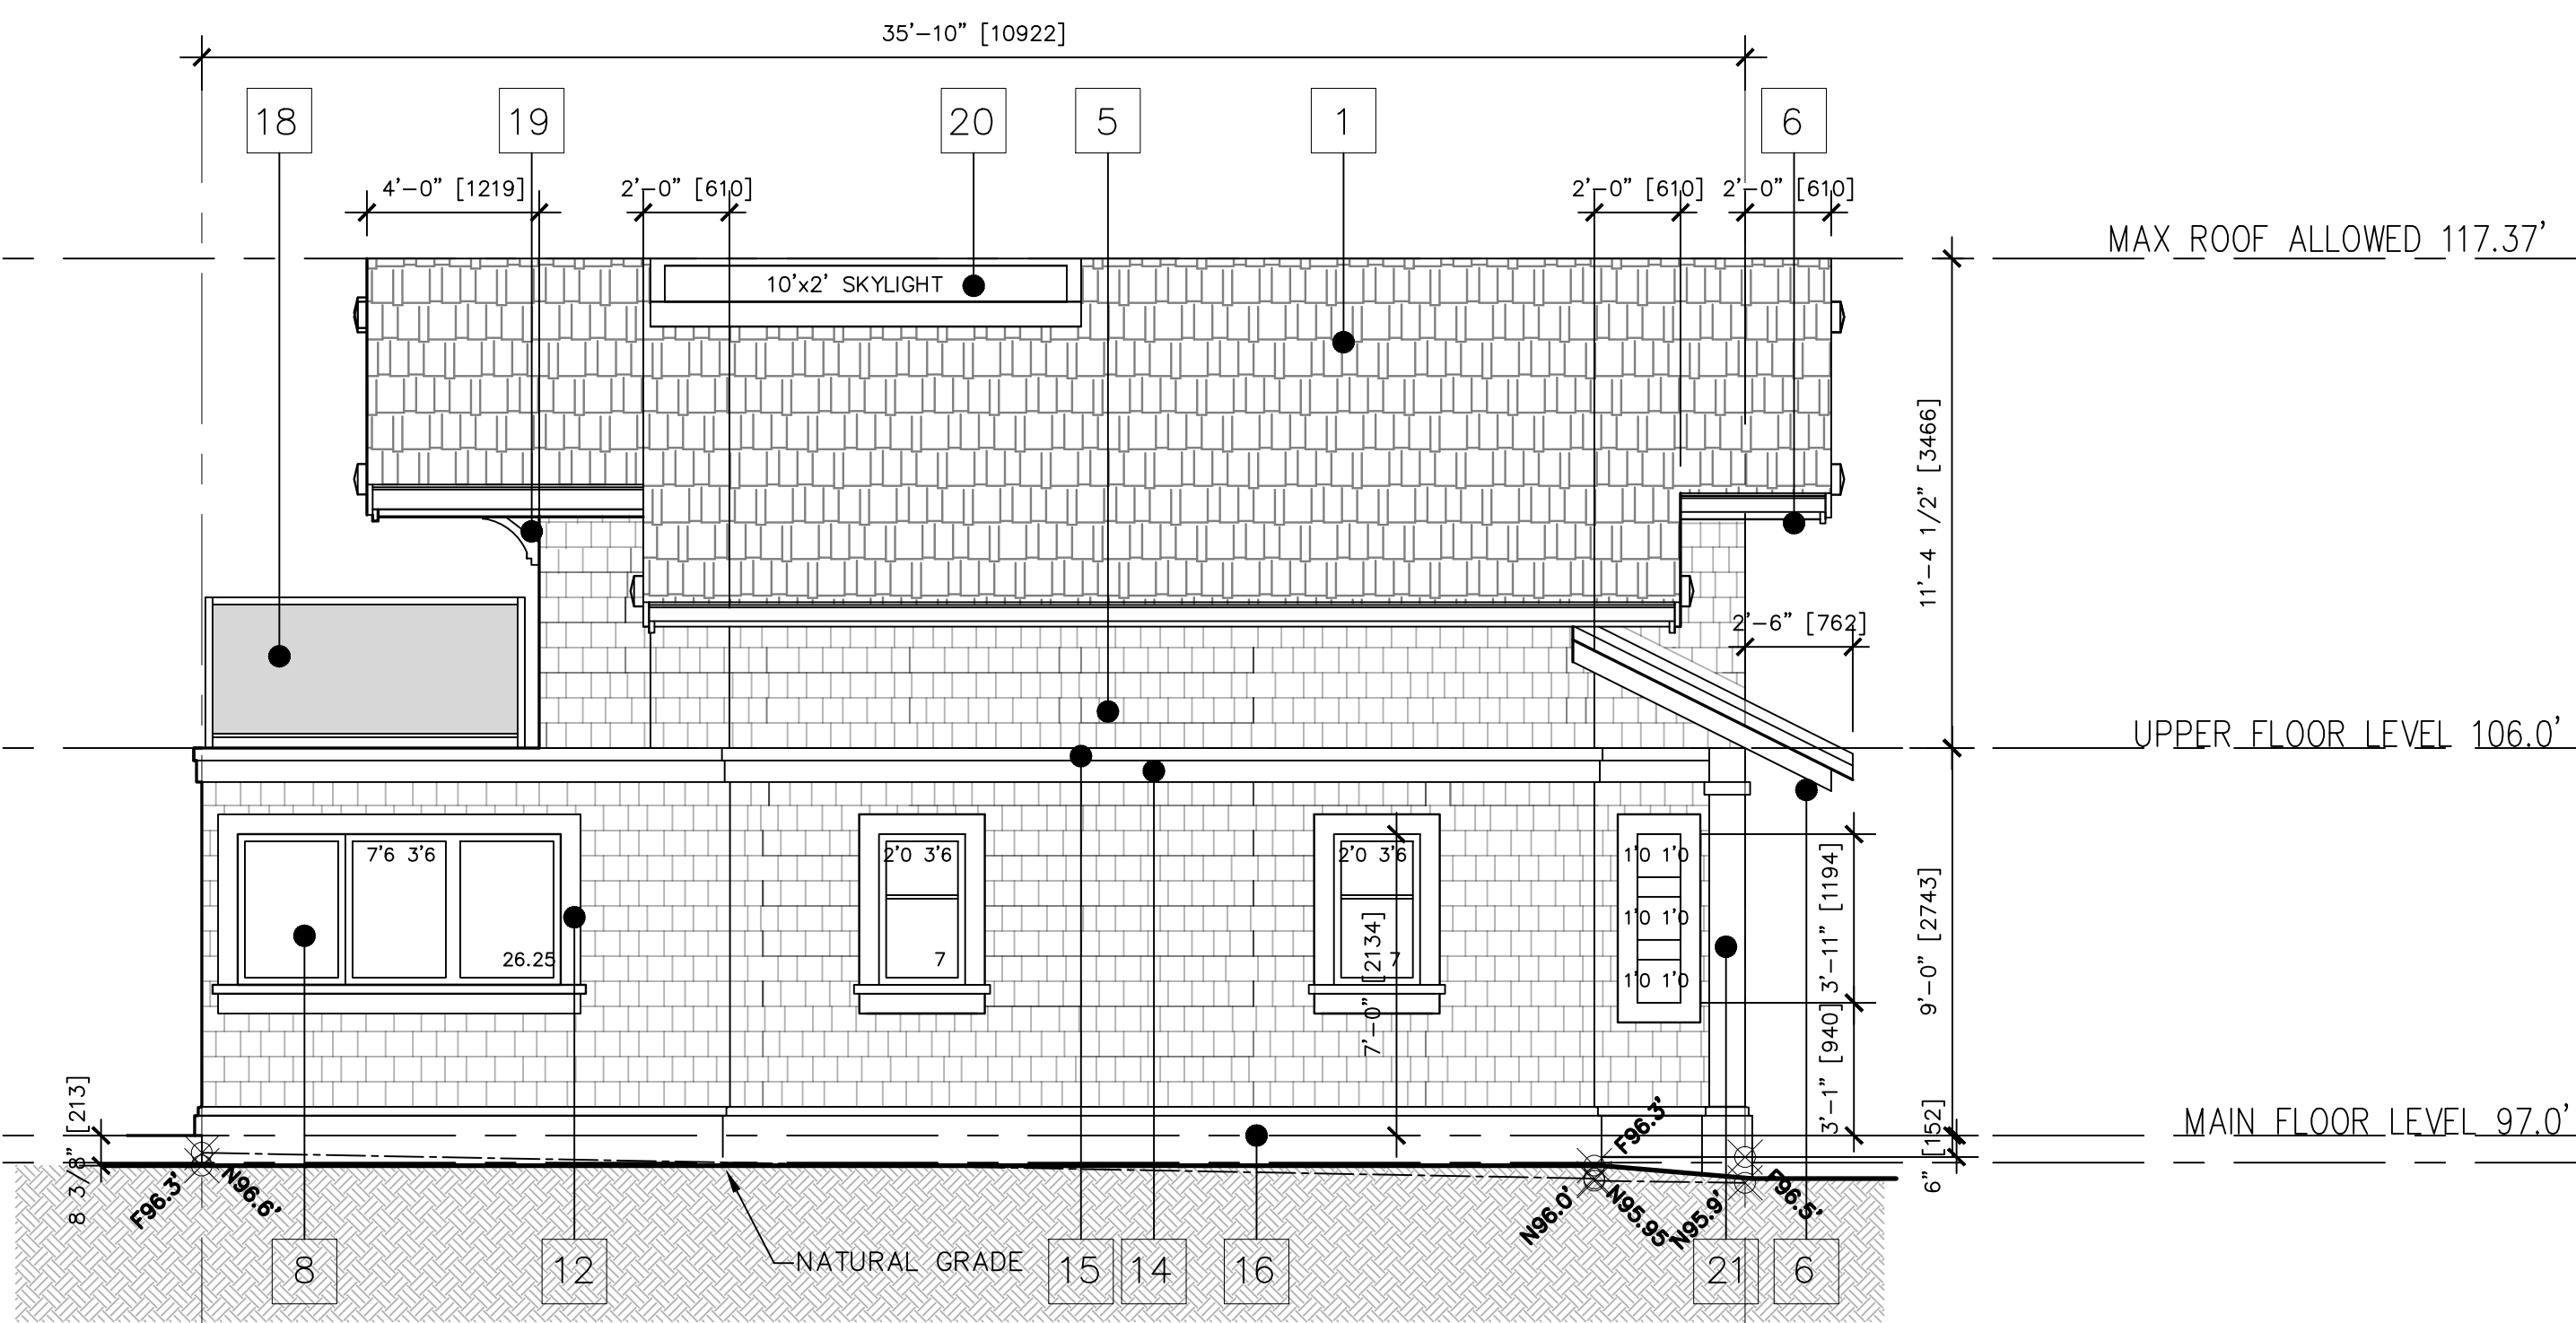 35'-10" [10922]
18
19
20
5
1
6
4'-0" [1219]
2'-0" [610]
2'-0" [610]
2'-0" [610]
MAX ROOF ALLOWED 117.37'
10'x2' SKYLIGHT
11'-4 1/2" [3466]
2'-6" [762]
UPPER FLOOR LEVEL 106.0'
7'6 3'6
2'0 3'6
2'0 3'6
1'0 1'0
1'0 1'0
1'0 1'0
26.25
7
7
7'-0" [2134]
3'-11" [1194]
3'-1" [940]
9'-0" [2743]
6" [152]
8 3/8" [213]
MAIN FLOOR LEVEL 97.0'
F96.3'
N96.6'
F96.3'
N96.0'
N95.95
N95.9'
F96.5'
NATURAL GRADE
8
12
15
14
16
21
6